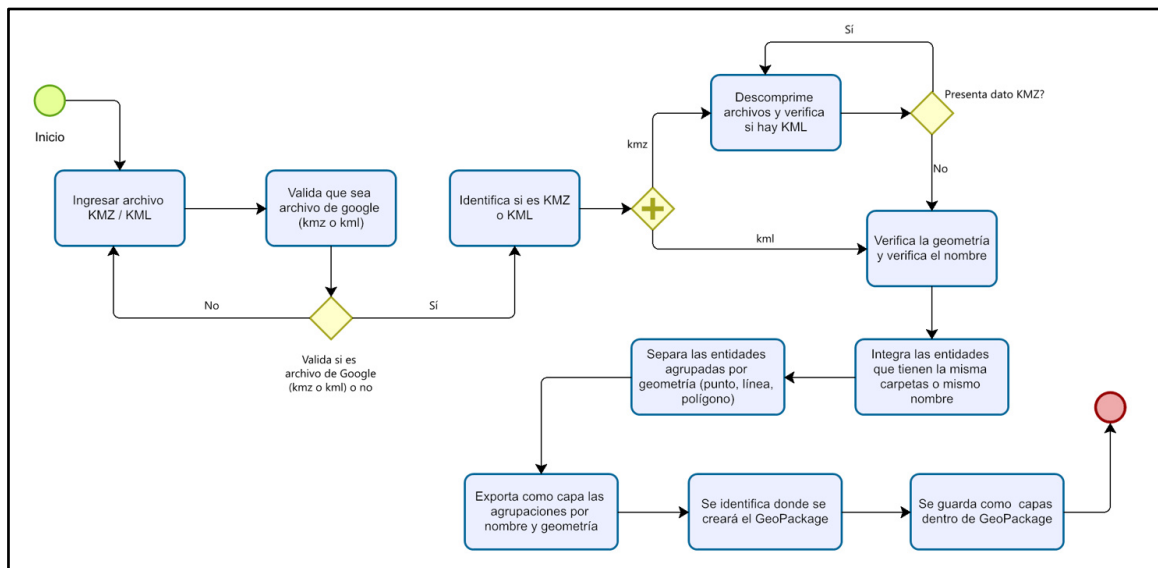 Inicio
Ingresar archivo
KMZ / KML
Valida que sea
archivo de google
(kmz o kml)
No
Sí
Valida si es
archivo de Google
(kmz o kml) o no
Identifica si es KMZ
o KML
kmz
kml
Descomprime
archivos y verifica
si hay KML
Sí
Presenta dato KMZ?
No
Verifica la geometría
y verifica el nombre
Integra las entidades
que tienen la misma
carpetas o mismo
nombre
Separa las entidades
agrupadas por
geometría (punto, línea,
polígono)
Exporta como capa las
agrupaciones por
nombre y geometría
Se identifica donde se
creará el GeoPackage
Se guarda como capas
dentro de GeoPackage